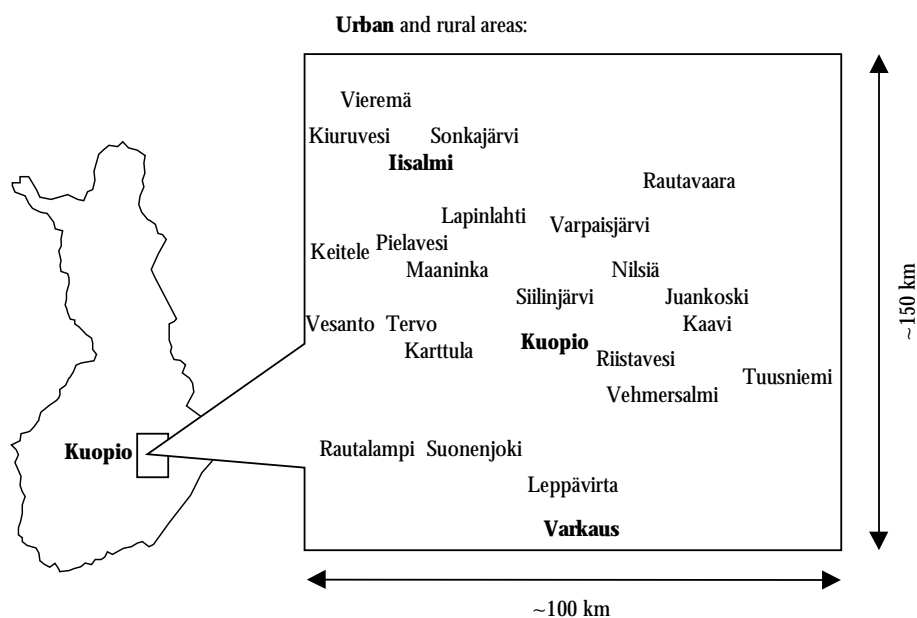 Urban and rural areas:
Vieremä
Kiuruvesi Sonkajärvi
Iisalmi
Rautavaara
Lapinlahti
Varpaisjärvi
Pielavesi
Keitele
Maaninka
Nilsiä
Siilinjärvi
Juankoski
Vesanto Tervo
Kaavi
Kuopio
Karttula
Riistavesi
Tuusniemi
Vehmersalmi
Kuopio
Rautalampi Suonenjoki
Leppävirta
Varkaus
~150 km
~100 km